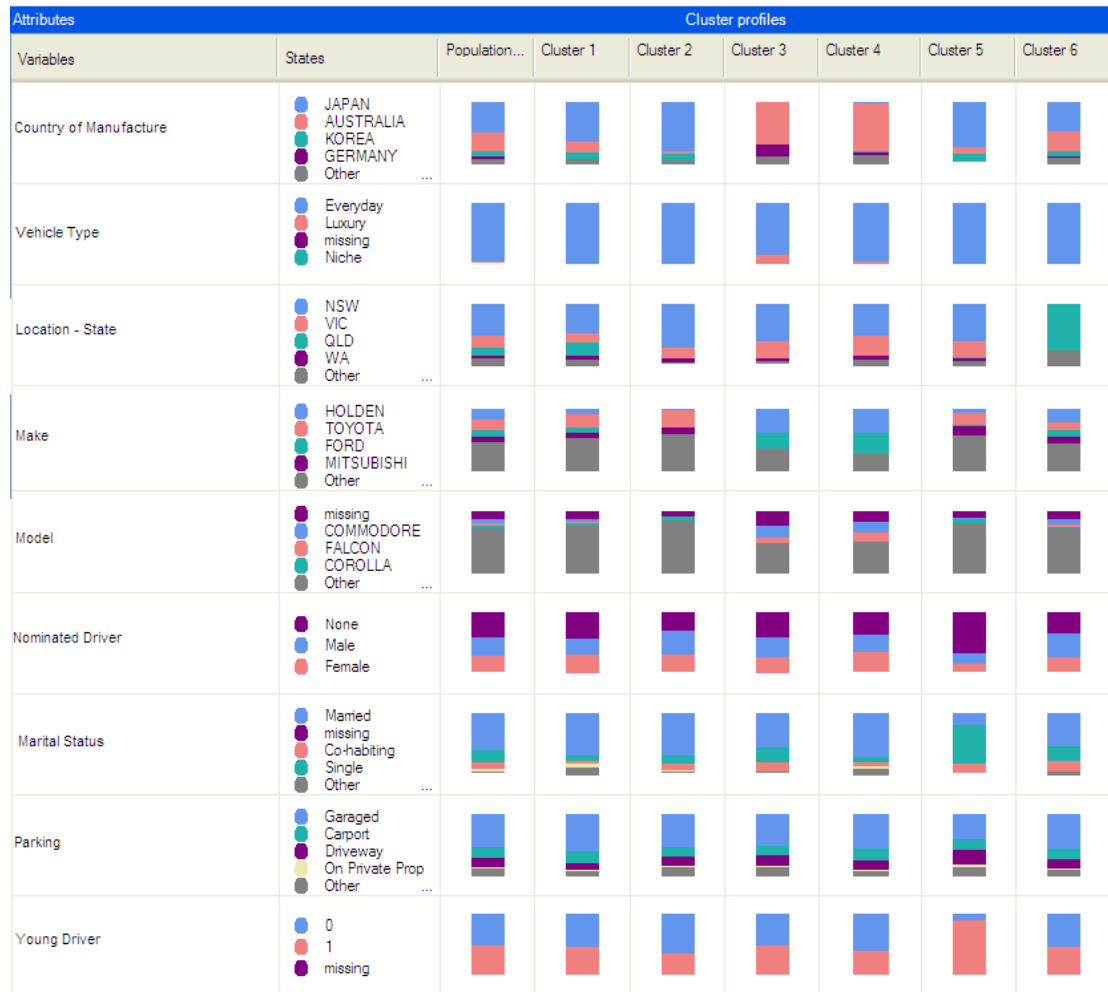 Attributes Cluster profiles
Variables States Population... Cluster 1 Cluster 2 Cluster 3 Cluster 4 Cluster 5 Cluster 6
Country of Manufacture
JAPAN
AUSTRALIA
KOREA
GERMANY
Other ...
Vehicle Type
Everyday
Luxury
missing
Niche
Location - State
NSW
VIC
QLD
WA
Other ...
Make
HOLDEN
TOYOTA
FORD
MITSUBISHI
Other ...
Model
missing
COMMODORE
FALCON
COROLLA
Other ...
Nominated Driver
None
Male
Female
Marital Status
Married
missing
Co-habiting
Single
Other ...
Parking
Garaged
Carport
Driveway
On Private Prop
Other ...
Young Driver
0
1
missing